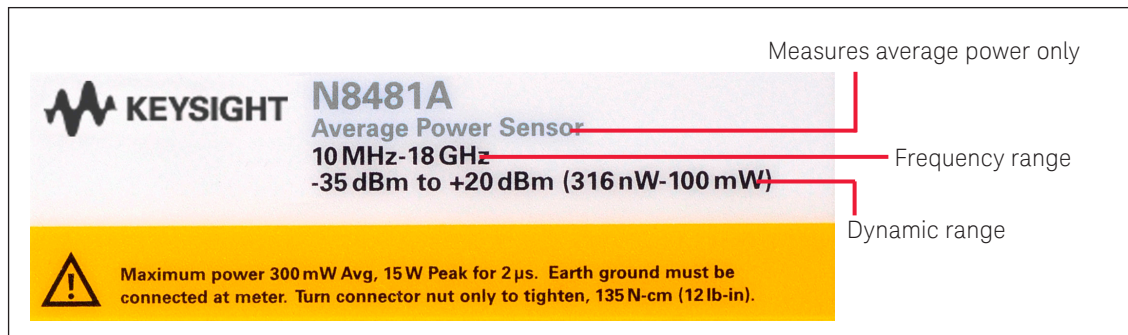 Measures average power only
KEYSIGHT
N8481A
Average Power Sensor
10 MHz-18 GHz
-35 dBm to +20 dBm (316 nW-100 mW)
Frequency range
Dynamic range
Maximum power 300 mW Avg, 15 W Peak for 2 µs. Earth ground must be
connected at meter. Turn connector nut only to tighten, 135 N-cm (12 lb-in).